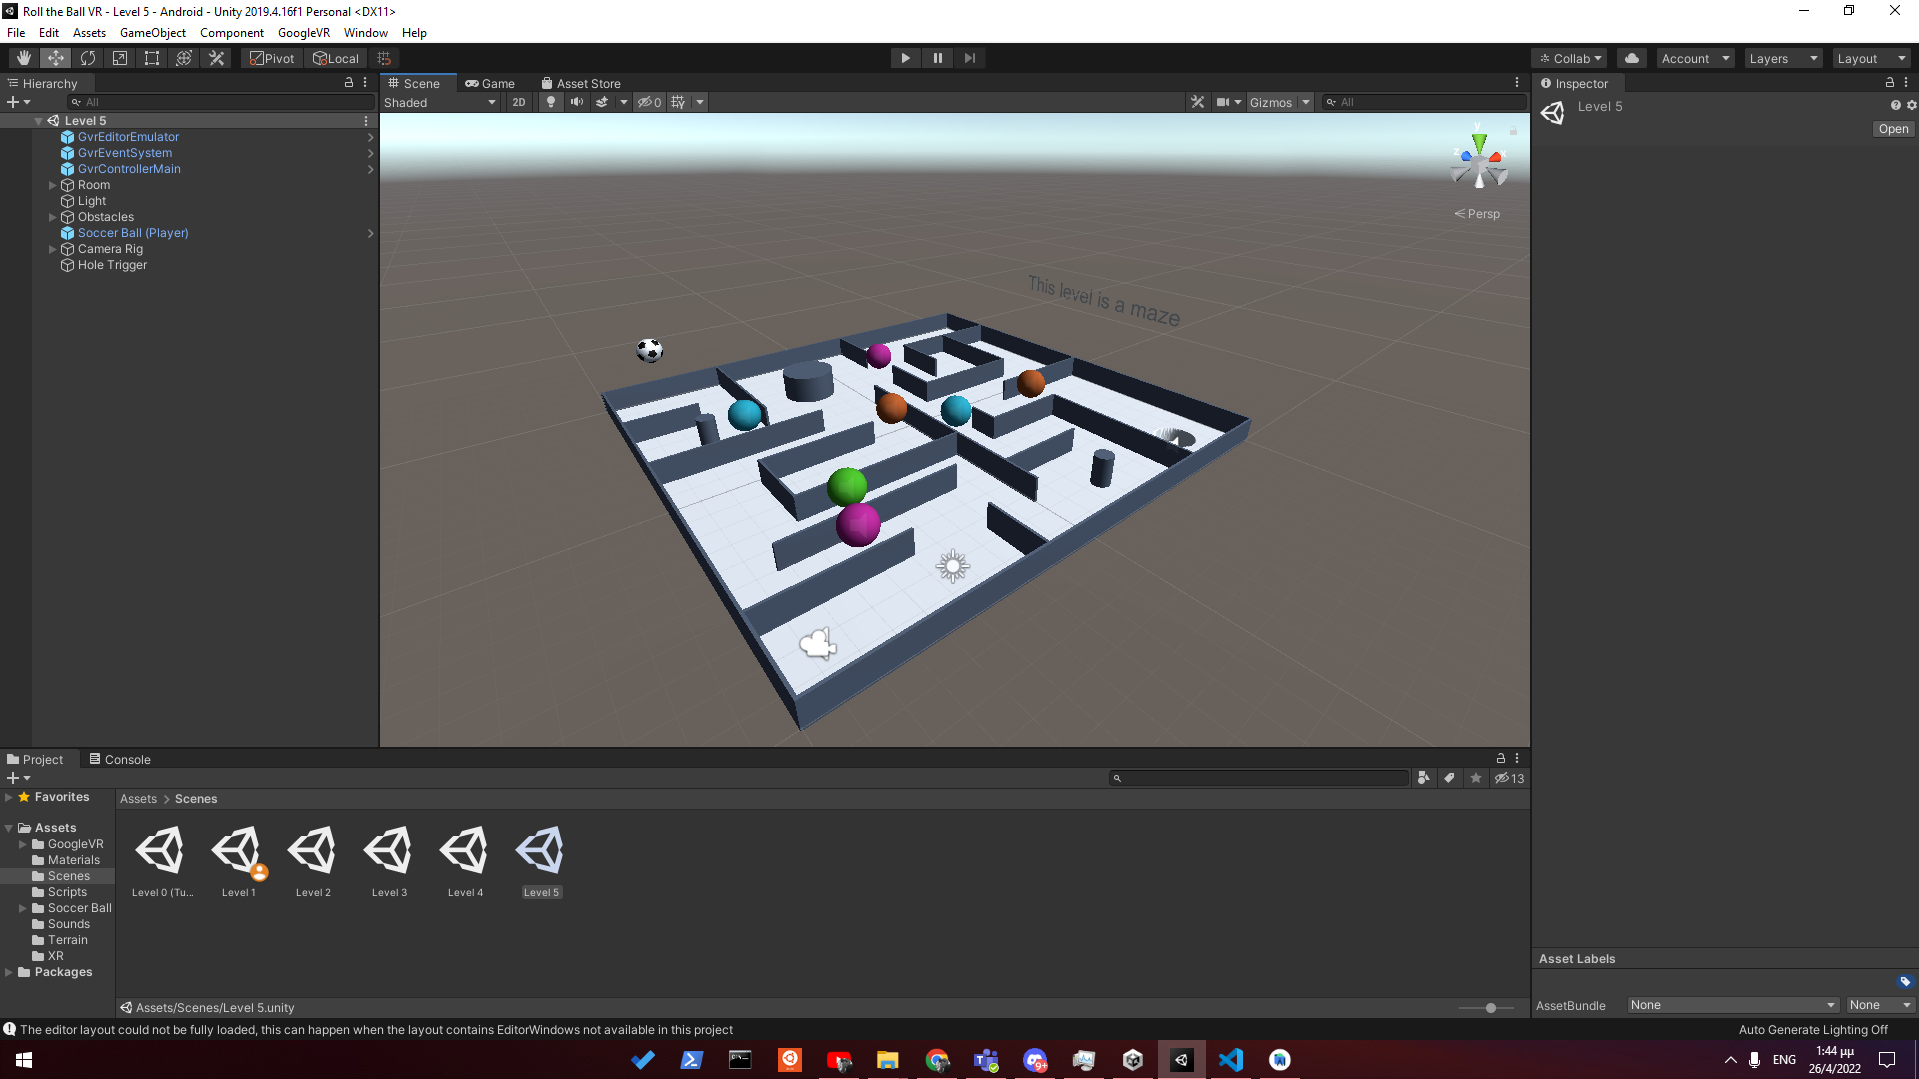 Roll the Ball VR - Level 5 - Android - Unity 2019.4.16f1 Personal <DX11>
File Edit Assets GameObject Component GoogleVR Window Help
Pivot Local Collab Account Layers Layout
Hierarchy
All
Level 5
GvrEditorEmulator
GvrEventSystem
GvrControllerMain
Room
Light
Obstacles
Soccer Ball (Player)
Camera Rig
Hole Trigger
Scene Game Asset Store
Shaded 2D 0 Gizmos All
y
z x
Persp
This level is a maze
Inspector
Level 5
Open
Project Console
13
Favorites
Assets
GoogleVR
Materials
Scenes
Scripts
Soccer Ball
Sounds
Terrain
XR
Packages
Assets > Scenes
Level 0 (Tu... Level 1 Level 2 Level 3 Level 4 Level 5
Assets/Scenes/Level 5.unity
Asset Labels
AssetBundle None None
The editor layout could not be fully loaded, this can happen when the layout contains EditorWindows not available in this project
Auto Generate Lighting Off
9+
ENG
1:44 μμ
26/4/2022